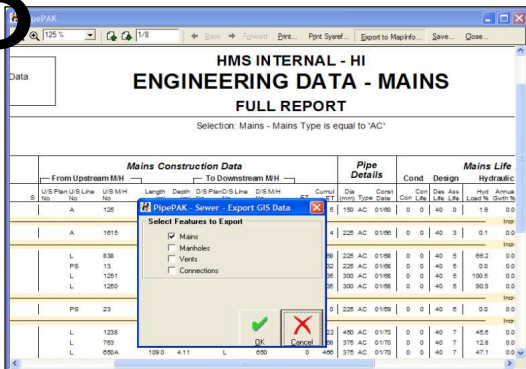 PipePAK
125 %
1/8
Back
Forward
Print...
Print Sysref...
Export to Mapinfo...
Save...
Close...
Data
HMS INTERNAL - HI
ENGINEERING DATA - MAINS
FULL REPORT
Selection: Mains - Mains Type is equal to 'AC'
Mains Construction Data
Pipe Details
Mains Life
From Upstream M/H
To Downstream M/H
Cond
Design
Hydraulic
S
U/S Plan No
U/S Line No
U/S M/H No
Length
Depth
D/S Plan
D/S Line
D/S M/H
ET
Cumul ET
Dia (mm)
Type
Const Date
Con
Con Life
Des Life
Ass Life
Hyd Load %
Annua Gwth %
A 125 5 150 AC 01/60 0 0 40 0 1.9 0.0
A 1615 4 225 AC 01/66 0 40 3 0.1 0.0
L 838 225 AC 01/68 0 0 40 5 66.2 0.0
PS 13 225 AC 01/68 0 0 40 5 0.0 0.0
L 1251 300 AC 01/68 0 0 40 5 100.5 0.0
L 1250 300 AC 01/68 0 0 40 5 90.9 0.0
PS 23 0 225 AC 01/69 0 0 40 6 0.0 0.0
L 1238 22 450 AC 01/70 0 0 40 7 45.6 0.0
L 763 375 AC 01/70 0 0 40 7 12.8 0.0
L 660A 109.0 4.11 L 660 0 466 375 AC 01/70 0 0 40 7 47.1 0.0
PipePAK - Sewer - Export GIS Data
Select Features to Export
Mains
Manholes
Vents
Connections
OK
Cancel